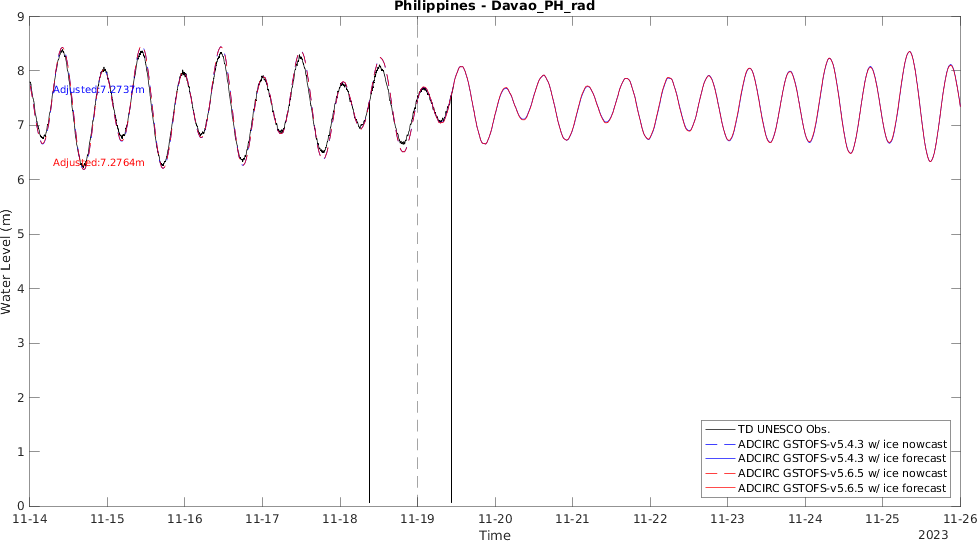 Philippines - Davao_PH_rad
9
8
7
6
5
4
3
2
1
0
Water Level (m)
Adjusted:7.2737m
Adjusted:7.2764m
TD UNESCO Obs.
ADCIRC GSTOFS-v5.4.3 w/ ice nowcast
ADCIRC GSTOFS-v5.4.3 w/ ice forecast
ADCIRC GSTOFS-v5.6.5 w/ ice nowcast
ADCIRC GSTOFS-v5.6.5 w/ ice forecast
11-14 11-15 11-16 11-17 11-18 11-19 11-20 11-21 11-22 11-23 11-24 11-25 11-26
Time
2023